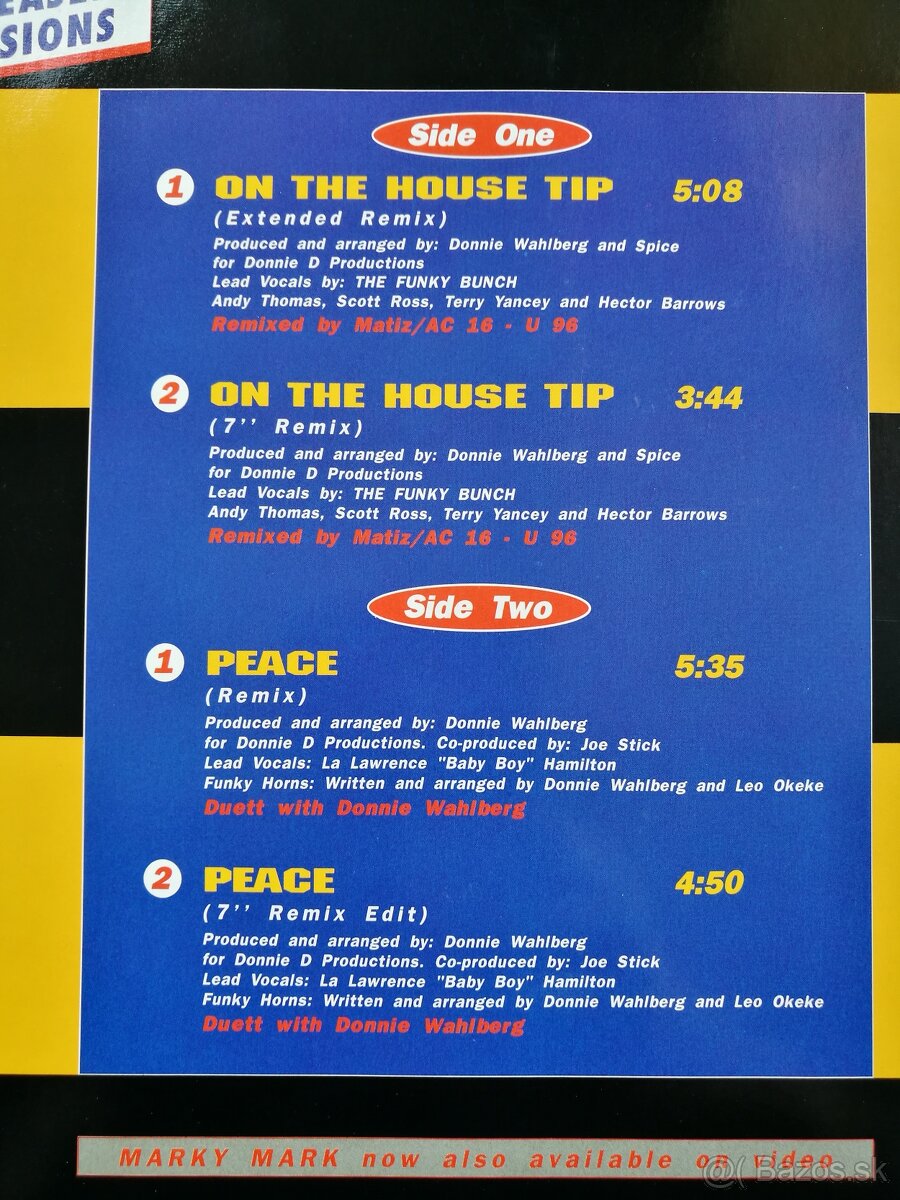 SIONS
Side One
1 ON THE HOUSE TIP 5:08
(Extended Remix)
Produced and arranged by: Donnie Wahlberg and Spice
for Donnie D Productions
Lead Vocals by: THE FUNKY BUNCH
Andy Thomas, Scott Ross, Terry Yancey and Hector Barrows
Remixed by Matiz/AC 16 - U 96
2 ON THE HOUSE TIP 3:44
(7'' Remix)
Produced and arranged by: Donnie Wahlberg and Spice
for Donnie D Productions
Lead Vocals by: THE FUNKY BUNCH
Andy Thomas, Scott Ross, Terry Yancey and Hector Barrows
Remixed by Matiz/AC 16 - U 96
Side Two
1 PEACE 5:35
(Remix)
Produced and arranged by: Donnie Wahlberg
for Donnie D Productions. Co-produced by: Joe Stick
Lead Vocals: La Lawrence "Baby Boy" Hamilton
Funky Horns: Written and arranged by Donnie Wahlberg and Leo Okeke
Duett with Donnie Wahlberg
2 PEACE 4:50
(7'' Remix Edit)
Produced and arranged by: Donnie Wahlberg
for Donnie D Productions. Co-produced by: Joe Stick
Lead Vocals: La Lawrence "Baby Boy" Hamilton
Funky Horns: Written and arranged by Donnie Wahlberg and Leo Okeke
Duett with Donnie Wahlberg
MARKY MARK now also available on video
Bazos.sk